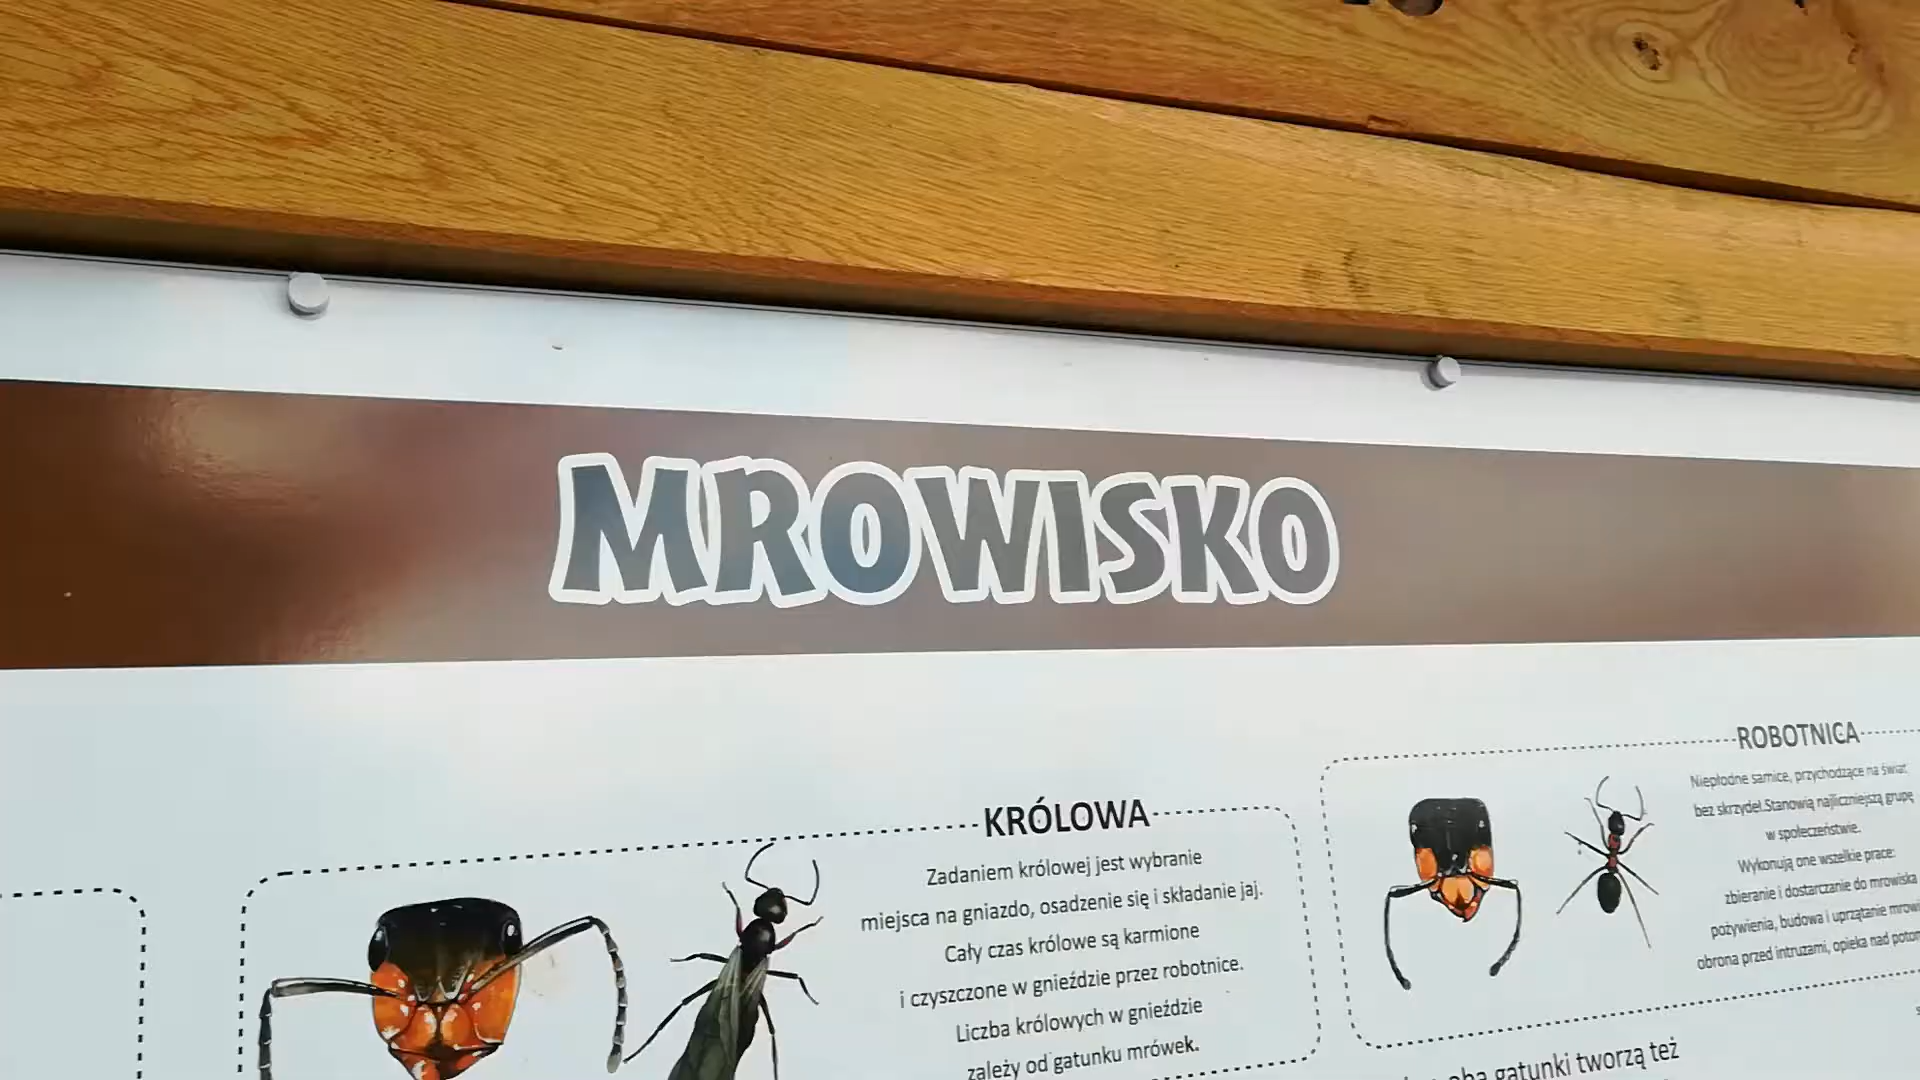 MROWISKO
KRÓLOWA
Zadaniem królowej jest wybranie
miejsca na gniazdo, osadzenie się i składanie jaj.
Cały czas królowe są karmione
i czyszczone w gnieździe przez robotnice.
Liczba królowych w gnieździe
zależy od gatunku mrówek.
ROBOTNICA
Niepłodne samice, przychodzące na świat
bez skrzydeł.Stanowią najliczniejszą grupę
w społeczeństwie.
Wykonują one wszelkie prace:
zbieranie i dostarczanie do mrowiska
pożywienia, budowa i uprzątanie
obrona przed intruzami, opieka nad
oba gatunki tworzą też